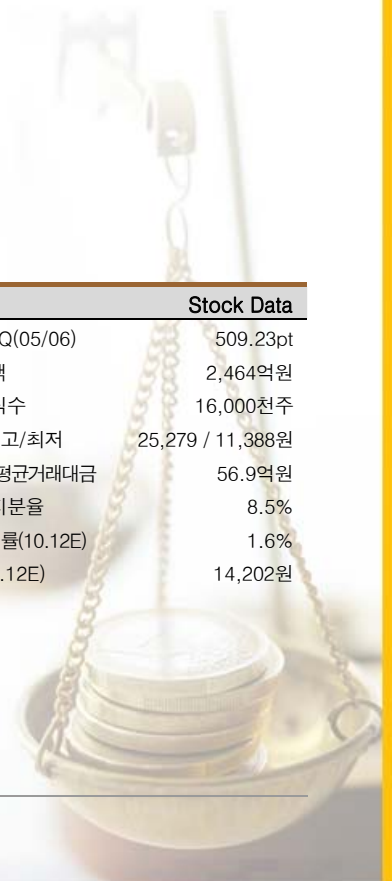 Stock Data
Q(05/06) 509.23pt
액 2,464억원
식수 16,000천주
고/최저 25,279 / 11,388원
평균거래대금 56.9억원
지분율 8.5%
률(10.12E) 1.6%
.12E) 14,202원